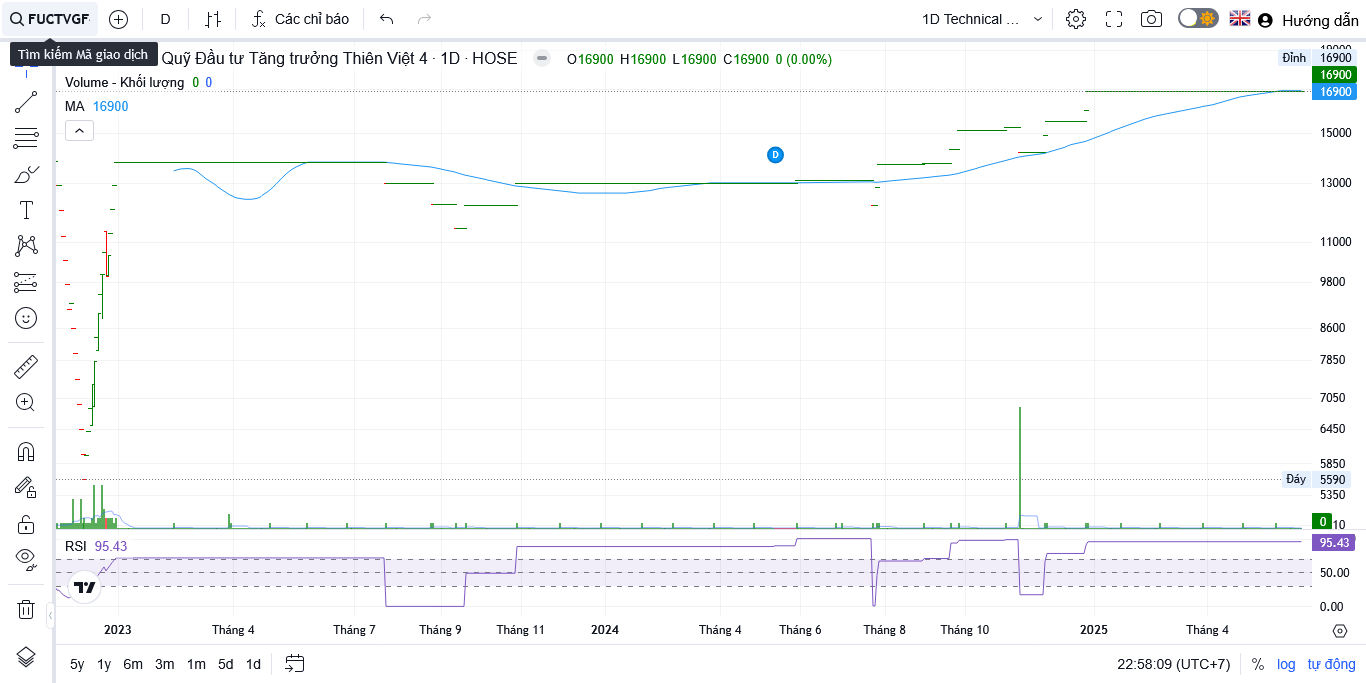 FUCTVGF
D
Các chỉ báo
1D Technical ...
Hướng dẫn
Tìm kiếm Mã giao dịch
Quỹ Đầu tư Tăng trưởng Thiên Việt 4 · 1D · HOSE
O16900 H16900 L16900 C16900 0 (0.00%)
Volume - Khối lượng 0 0
MA 16900
19000
Đỉnh 16900
16900
16900
15000
D
13000
11000
9800
8600
7850
7050
6450
5850
Đáy 5590
5350
0
10
RSI 95.43
95.43
50.00
0.00
2023 Tháng 4 Tháng 7 Tháng 9 Tháng 11 2024 Tháng 4 Tháng 6 Tháng 8 Tháng 10 2025 Tháng 4
5y 1y 6m 3m 1m 5d 1d
22:58:09 (UTC+7) % log tự động